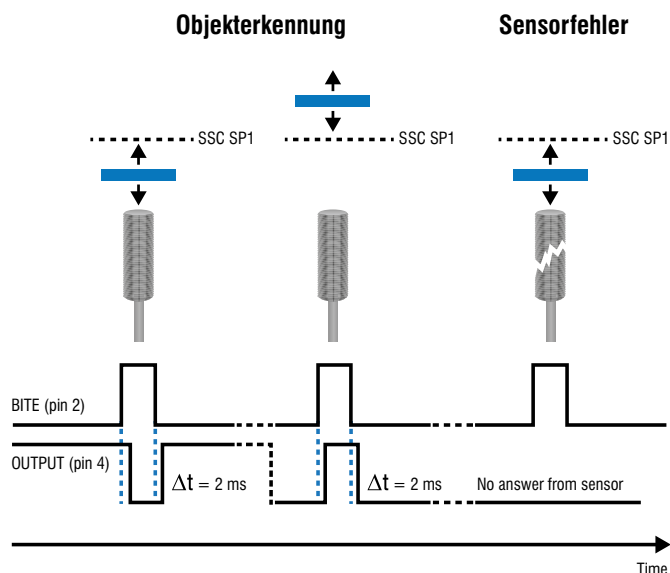 Objekterkennung
Sensorfehler
SSC SP1
SSC SP1
SSC SP1
BITE (pin 2)
OUTPUT (pin 4)
Δt = 2 ms
Δt = 2 ms
No answer from sensor
Time